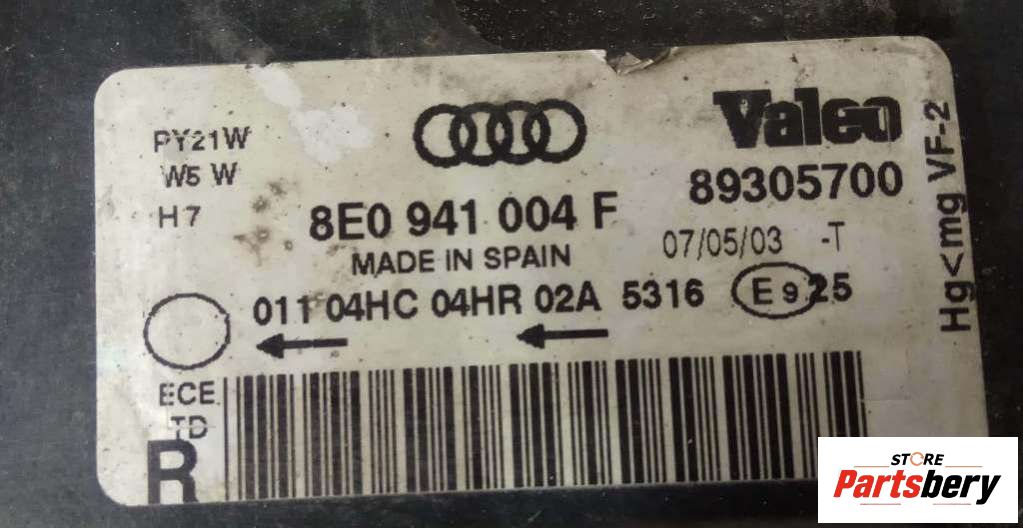 PY21W
W5 W
H7
Valeo
89305700
8E0 941 004 F
MADE IN SPAIN
07/05/03 -T
011 04HC 04HR 02A 5316 E9 25
Hg<mg VF-2
ECE
TD
R
STORE
Partsbery